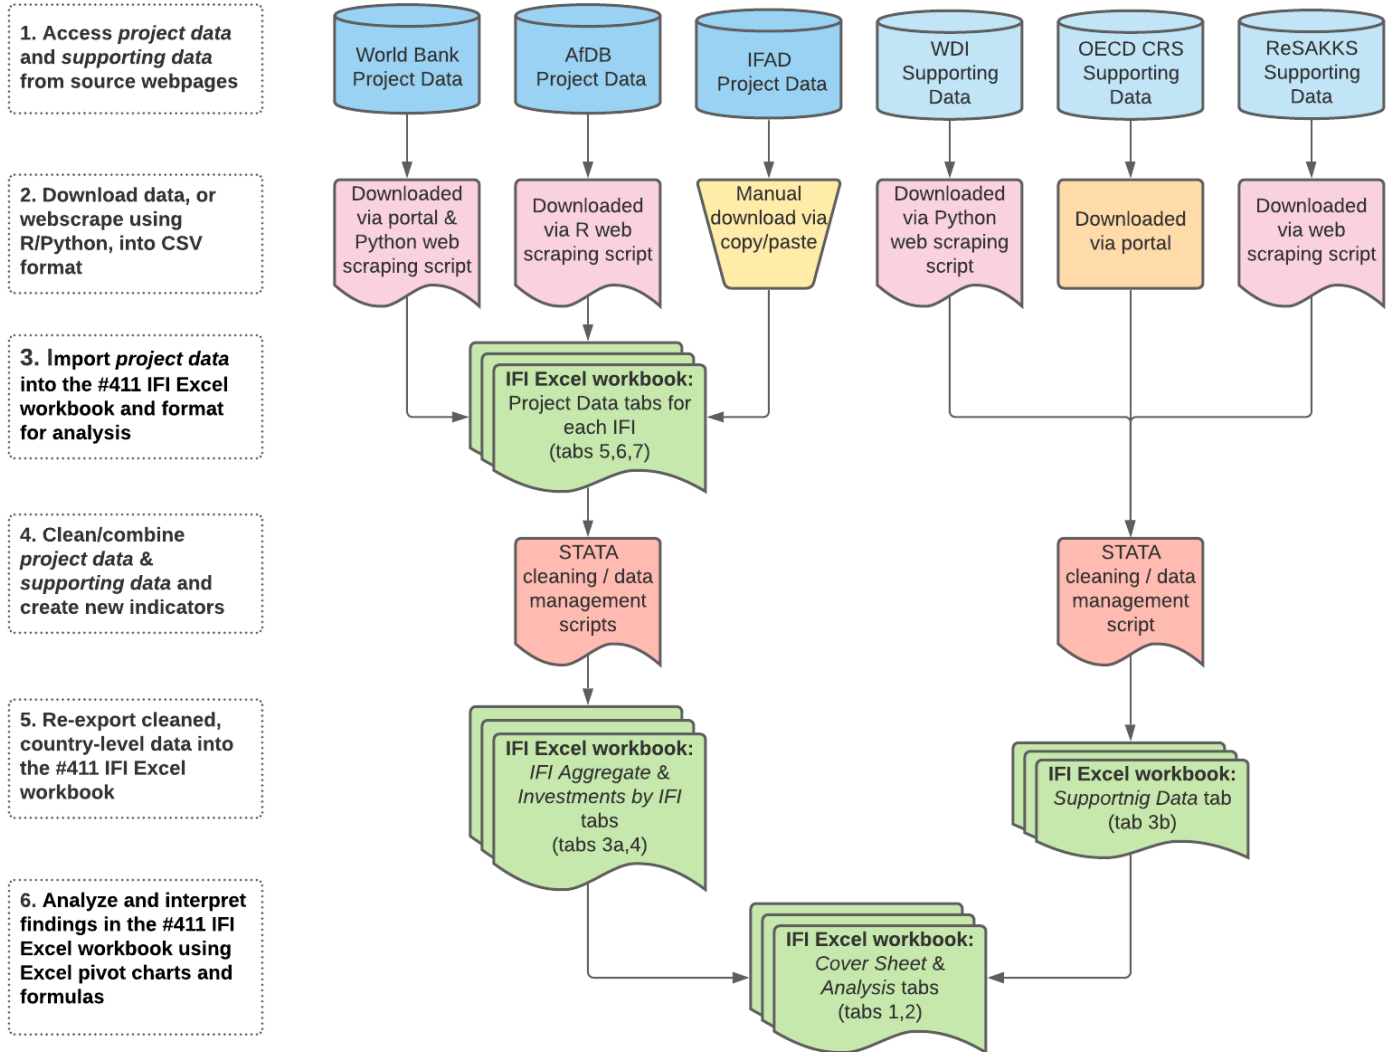 1. Access project data
and supporting data
from source webpages
World Bank
Project Data
AfDB
Project Data
IFAD
Project Data
WDI
Supporting
Data
OECD CRS
Supporting
Data
ReSAKKS
Supporting
Data
2. Download data, or
webscrape using
R/Python, into CSV
format
Downloaded
via portal &
Python web
scraping script
Downloaded
via R web
scraping script
Manual
download via
copy/paste
Downloaded
via Python
web scraping
script
Downloaded
via portal
Downloaded
via web
scraping script
3. Import project data
into the #411 IFI Excel
workbook and format
for analysis
IFI Excel workbook:
Project Data tabs for
each IFI
(tabs 5,6,7)
4. Clean/combine
project data &
supporting data and
create new indicators
STATA
cleaning / data
management
scripts
STATA
cleaning / data
management
script
5. Re-export cleaned,
country-level data into
the #411 IFI Excel
workbook
IFI Excel workbook:
IFI Aggregate &
Investments by IFI
tabs
(tabs 3a,4)
IFI Excel workbook:
Supportnig Data tab
(tab 3b)
6. Analyze and interpret
findings in the #411 IFI
Excel workbook using
Excel pivot charts and
formulas
IFI Excel workbook:
Cover Sheet &
Analysis tabs
(tabs 1,2)